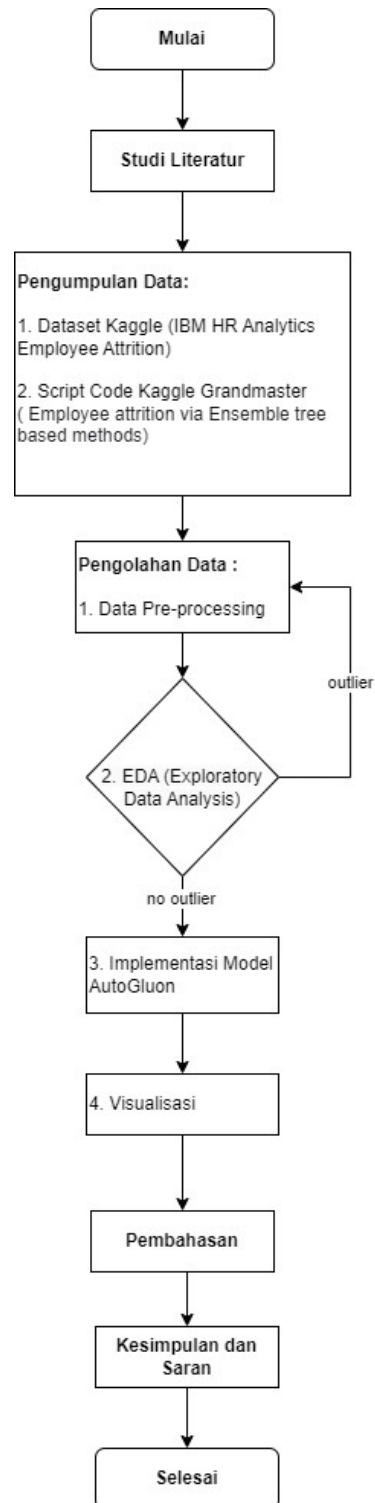 Mulai
Studi Literatur
Pengumpulan Data:
1. Dataset Kaggle (IBM HR Analytics
Employee Attrition)
2. Script Code Kaggle Grandmaster
( Employee attrition via Ensemble tree
based methods)
Pengolahan Data :
1. Data Pre-processing
outlier
2. EDA (Exploratory
Data Analysis)
no outlier
3. Implementasi Model
AutoGluon
4. Visualisasi
Pembahasan
Kesimpulan dan
Saran
Selesai